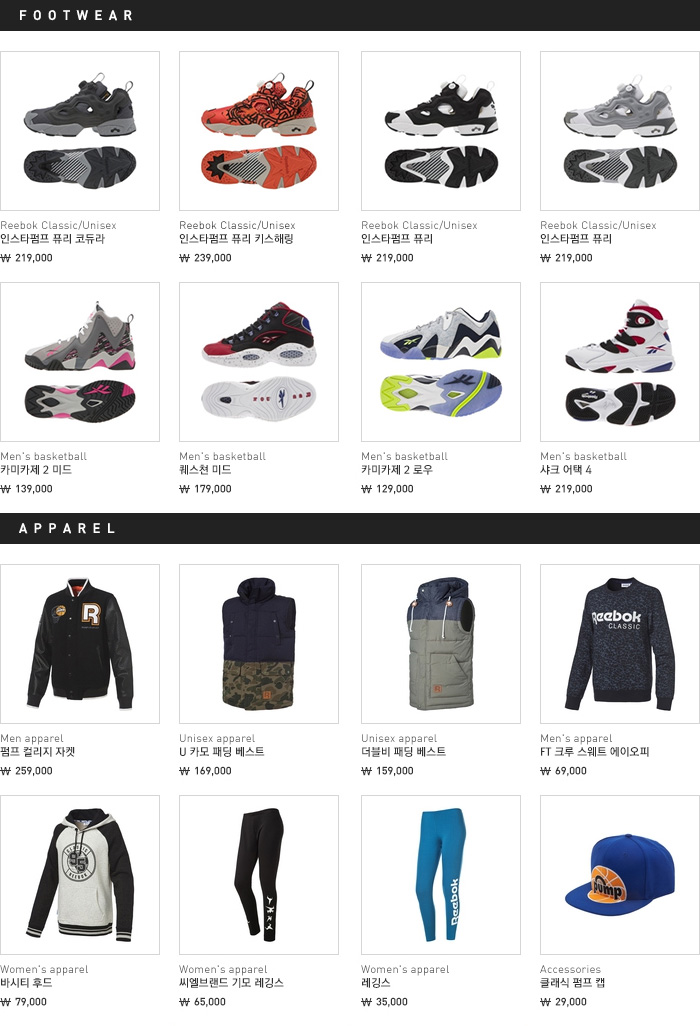 FOOTWEAR
Reebok Classic/Unisex
인스타펌프 퓨리 코듀라
₩ 219,000
Reebok Classic/Unisex
인스타펌프 퓨리 키스해링
₩ 239,000
Reebok Classic/Unisex
인스타펌프 퓨리
₩ 219,000
Reebok Classic/Unisex
인스타펌프 퓨리
₩ 219,000
Men's basketball
카미카제 2 미드
₩ 139,000
Men's basketball
퀘스천 미드
₩ 179,000
Men's basketball
카미카제 2 로우
₩ 129,000
Men's basketball
샤크 어택 4
₩ 219,000
APPAREL
R
Reebok
CLASSIC
Men apparel
펌프 컬리지 자켓
₩ 259,000
Unisex apparel
U 카모 패딩 베스트
₩ 169,000
Unisex apparel
더블비 패딩 베스트
₩ 159,000
Men's apparel
FT 크루 스웨트 에이오피
₩ 69,000
95
REEBOK
Reebok
pump
Women's apparel
바시티 후드
₩ 79,000
Women's apparel
씨엘브랜드 기모 레깅스
₩ 65,000
Women's apparel
레깅스
₩ 35,000
Accessories
클래식 펌프 캡
₩ 29,000